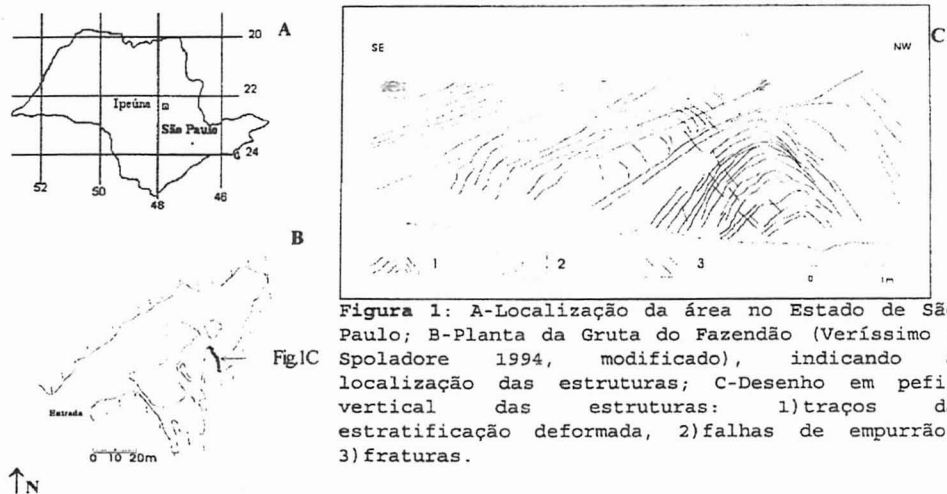 A
20
22
Ipeúna
São Paulo
24
52
50
48
46
B
Fig.1C
Entrada
0 10 20m
N
C
SE
NW
1
2
3
0
1m
Figura 1: A-Localização da área no Estado de Sã
Paulo; B-Planta da Gruta do Fazendão (Veríssimo
Spoladore 1994, modificado), indicando
localização das estruturas; C-Desenho em pefi
vertical das estruturas: 1)traços d
estratificação deformada, 2)falhas de empurrão
3)fraturas.